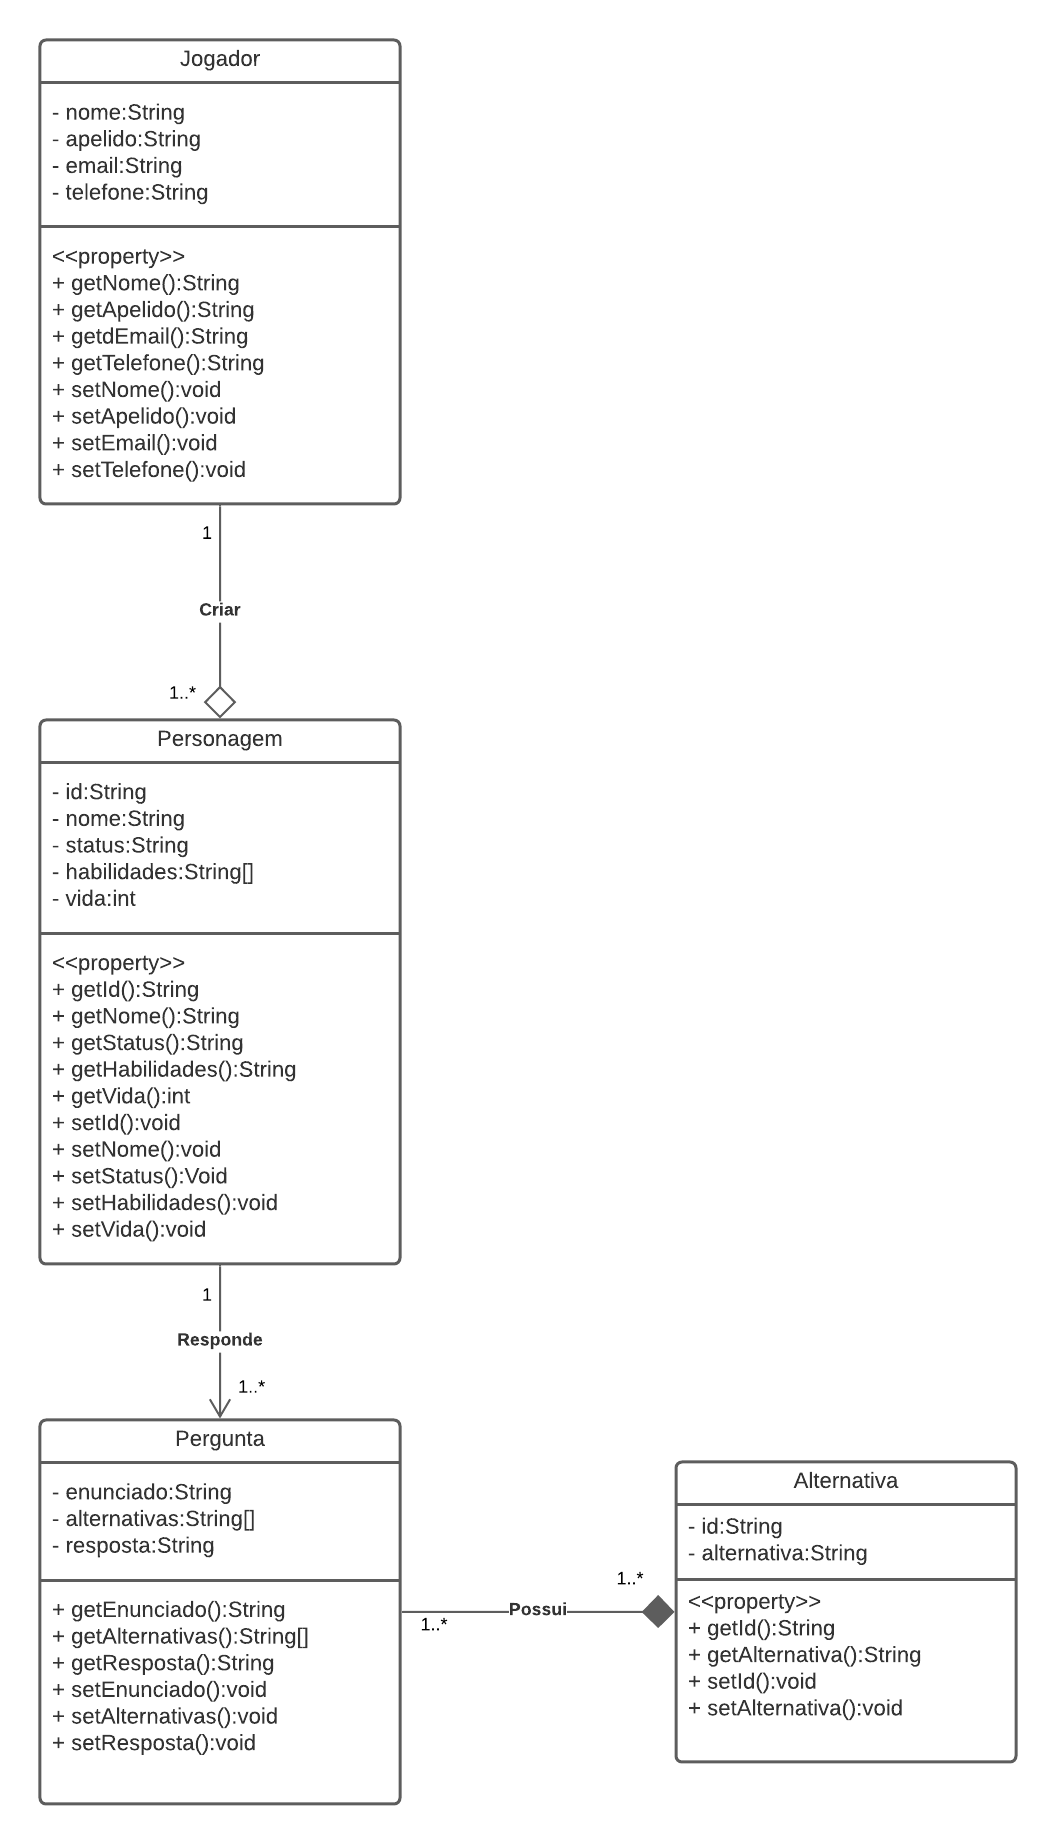 Jogador
- nome:String
- apelido:String
- email:String
- telefone:String
<<property>>
+ getNome():String
+ getApelido():String
+ getdEmail():String
+ getTelefone():String
+ setNome():void
+ setApelido():void
+ setEmail():void
+ setTelefone():void
1
Criar
1..*
Personagem
- id:String
- nome:String
- status:String
- habilidades:String[]
- vida:int
<<property>>
+ getId():String
+ getNome():String
+ getStatus():String
+ getHabilidades():String
+ getVida():int
+ setId():void
+ setNome():void
+ setStatus():Void
+ setHabilidades():void
+ setVida():void
1
Responde
1..*
Pergunta
- enunciado:String
- alternativas:String[]
- resposta:String
+ getEnunciado():String
+ getAlternativas():String[]
+ getResposta():String
+ setEnunciado():void
+ setAlternativas():void
+ setResposta():void
1..*
Possui
1..*
Alternativa
- id:String
- alternativa:String
<<property>>
+ getId():String
+ getAlternativa():String
+ setId():void
+ setAlternativa():void